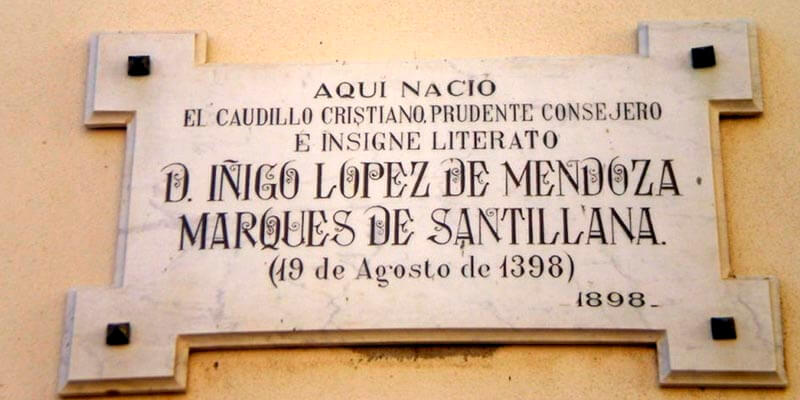 AQUI NACIÓ
EL CAUDILLO CRISTIANO, PRUDENTE CONSEJERO
É INSIGNE LITERATO
D. IÑIGO LOPEZ DE MENDOZA
MARQUES DE SANTILLANA.
(19 de Agosto de 1398)
-1898-